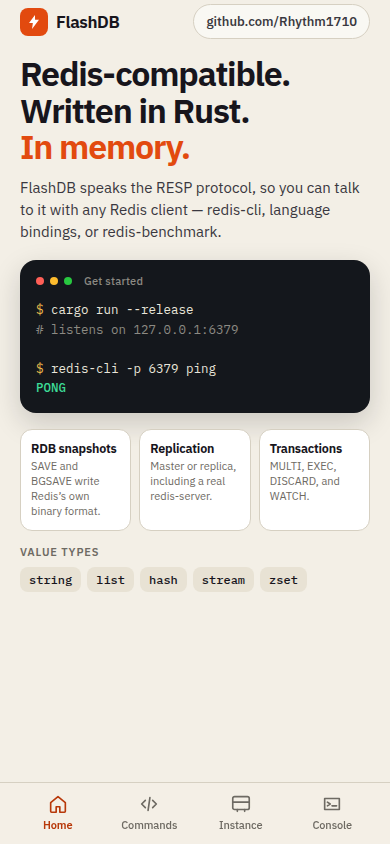 FlashDB
github.com/Rhythm1710
Redis-compatible.
Written in Rust.
In memory.
FlashDB speaks the RESP protocol, so you can talk
to it with any Redis client — redis-cli, language
bindings, or redis-benchmark.
Get started
$ cargo run --release
# listens on 127.0.0.1:6379
$ redis-cli -p 6379 ping
PONG
RDB snapshots
SAVE and
BGSAVE write
Redis’s own
binary format.
Replication
Master or replica,
including a real
redis-server.
Transactions
MULTI, EXEC,
DISCARD, and
WATCH.
VALUE TYPES
string list hash stream zset
Home Commands Instance Console